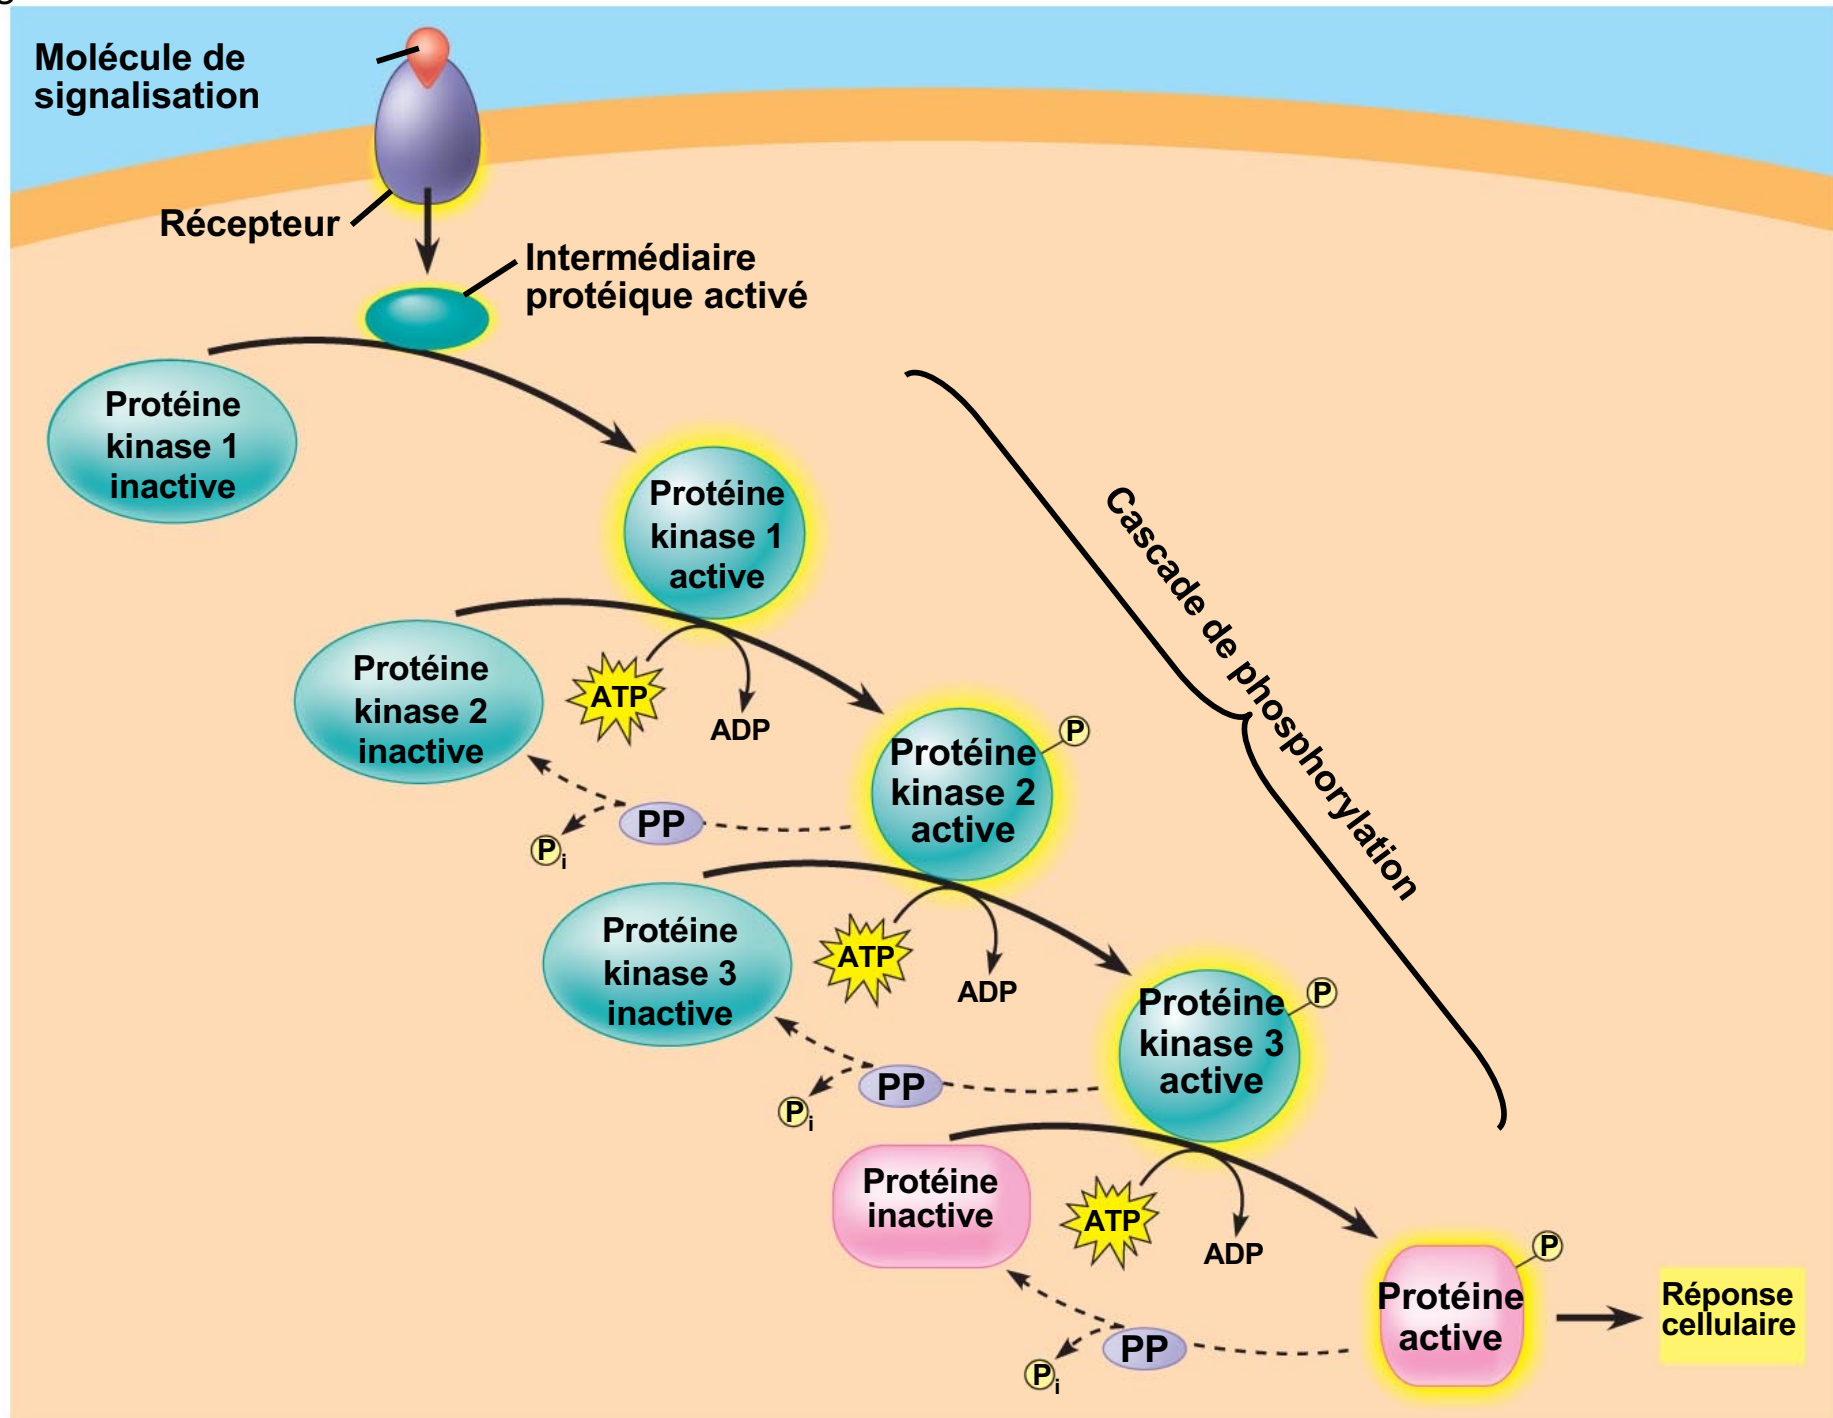 Molécule de
signalisation
Récepteur
Intermédiaire
protéique activé
Protéine
kinase 1
inactive
Protéine
kinase 1
active
Cascade de phosphorylation
Protéine
kinase 2
inactive
ATP
ADP
Protéine
kinase 2
active
P
PP
Pi
Protéine
kinase 3
inactive
ATP
ADP
Protéine
kinase 3
active
P
PP
Pi
Protéine
inactive
ATP
ADP
Protéine
active
P
PP
Pi
Réponse
cellulaire